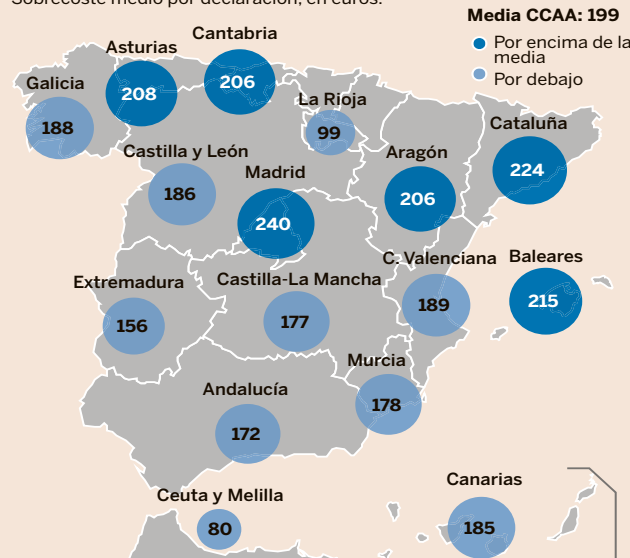 Sobrecoste medio por declaración, en euros.
Media CCAA: 199
Por encima de la
media
Por debajo
Cantabria
206
Asturias
208
Galicia
188
La Rioja
99
Cataluña
224
Castilla y León
186
Madrid
240
Aragón
206
C. Valenciana
189
Baleares
215
Extremadura
156
Castilla-La Mancha
177
Murcia
178
Andalucía
172
Ceuta y Melilla
80
Canarias
185